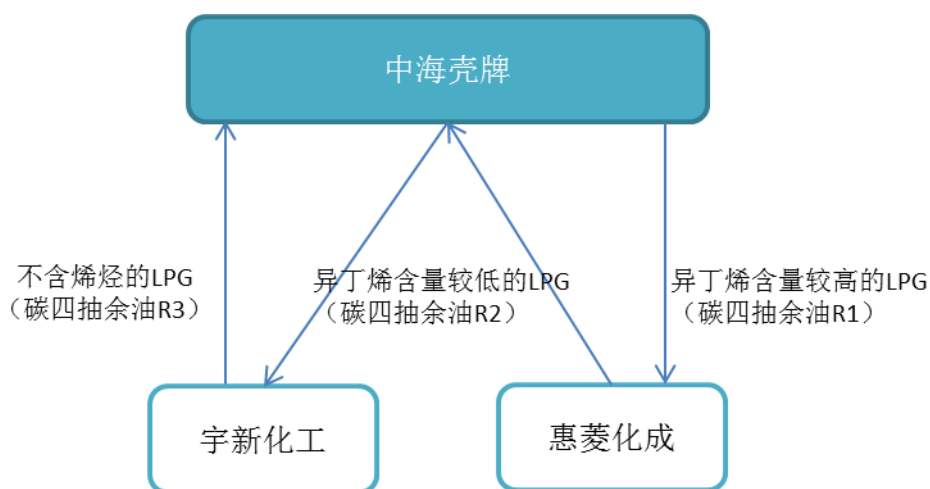 中海壳牌
不含烯烃的LPG
（碳四抽余油R3）
异丁烯含量较低的LPG
（碳四抽余油R2）
异丁烯含量较高的LPG
（碳四抽余油R1）
宇新化工
惠菱化成